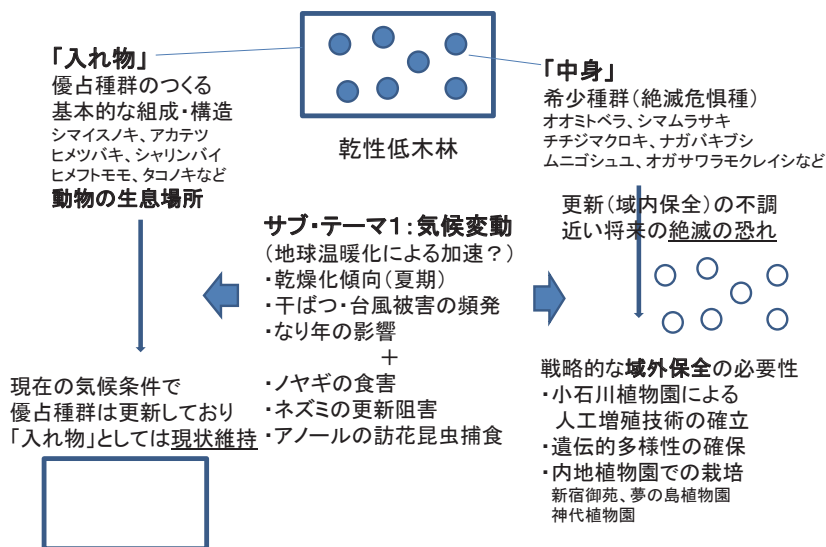 「入れ物」
優占種群のつくる
基本的な組成・構造
シマイスノキ、アカテツ
ヒメツバキ、シャリンバイ
ヒメフトモモ、タコノキなど
動物の生息場所
乾性低木林
「中身」
希少種群(絶滅危惧種)
オオミトベラ、シマムラサキ
チチジマクロキ、ナガバキブシ
ムニゴシュユ、オガサワラモクレイシなど
更新(域内保全)の不調
近い将来の絶滅の恐れ
サブ・テーマ1:気候変動
(地球温暖化による加速?)
・乾燥化傾向(夏期)
・干ばつ・台風被害の頻発
・なり年の影響
+
・ノヤギの食害
・ネズミの更新阻害
・アノールの訪花昆虫捕食
現在の気候条件で
優占種群は更新しており
「入れ物」としては現状維持
戦略的な域外保全の必要性
・小石川植物園による
人工増殖技術の確立
・遺伝的多様性の確保
・内地植物園での栽培
新宿御苑、夢の島植物園
神代植物園